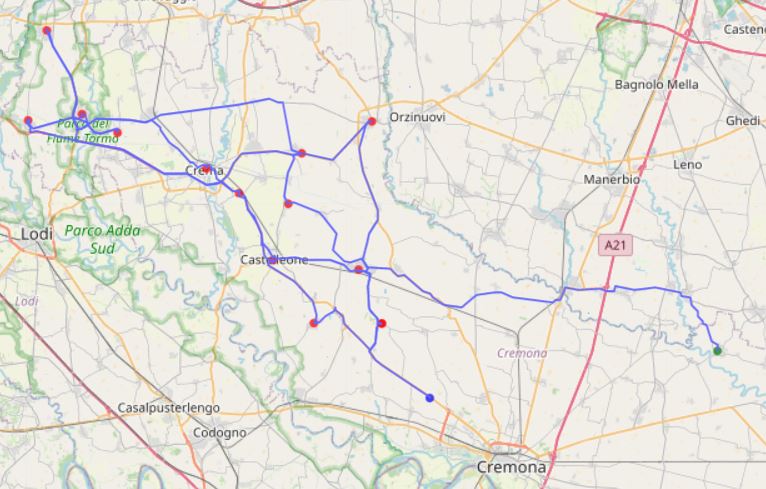 Casteno
Bagnolo Mella
Orzinuovi
Ghedi
Parco del
Fiume Tormo
Leno
Crema
Manerbio
Lodi
Parco Adda
Sud
A21
Castelleone
Lodi
Cremona
Casalpusterlengo
Codogno
Cremona